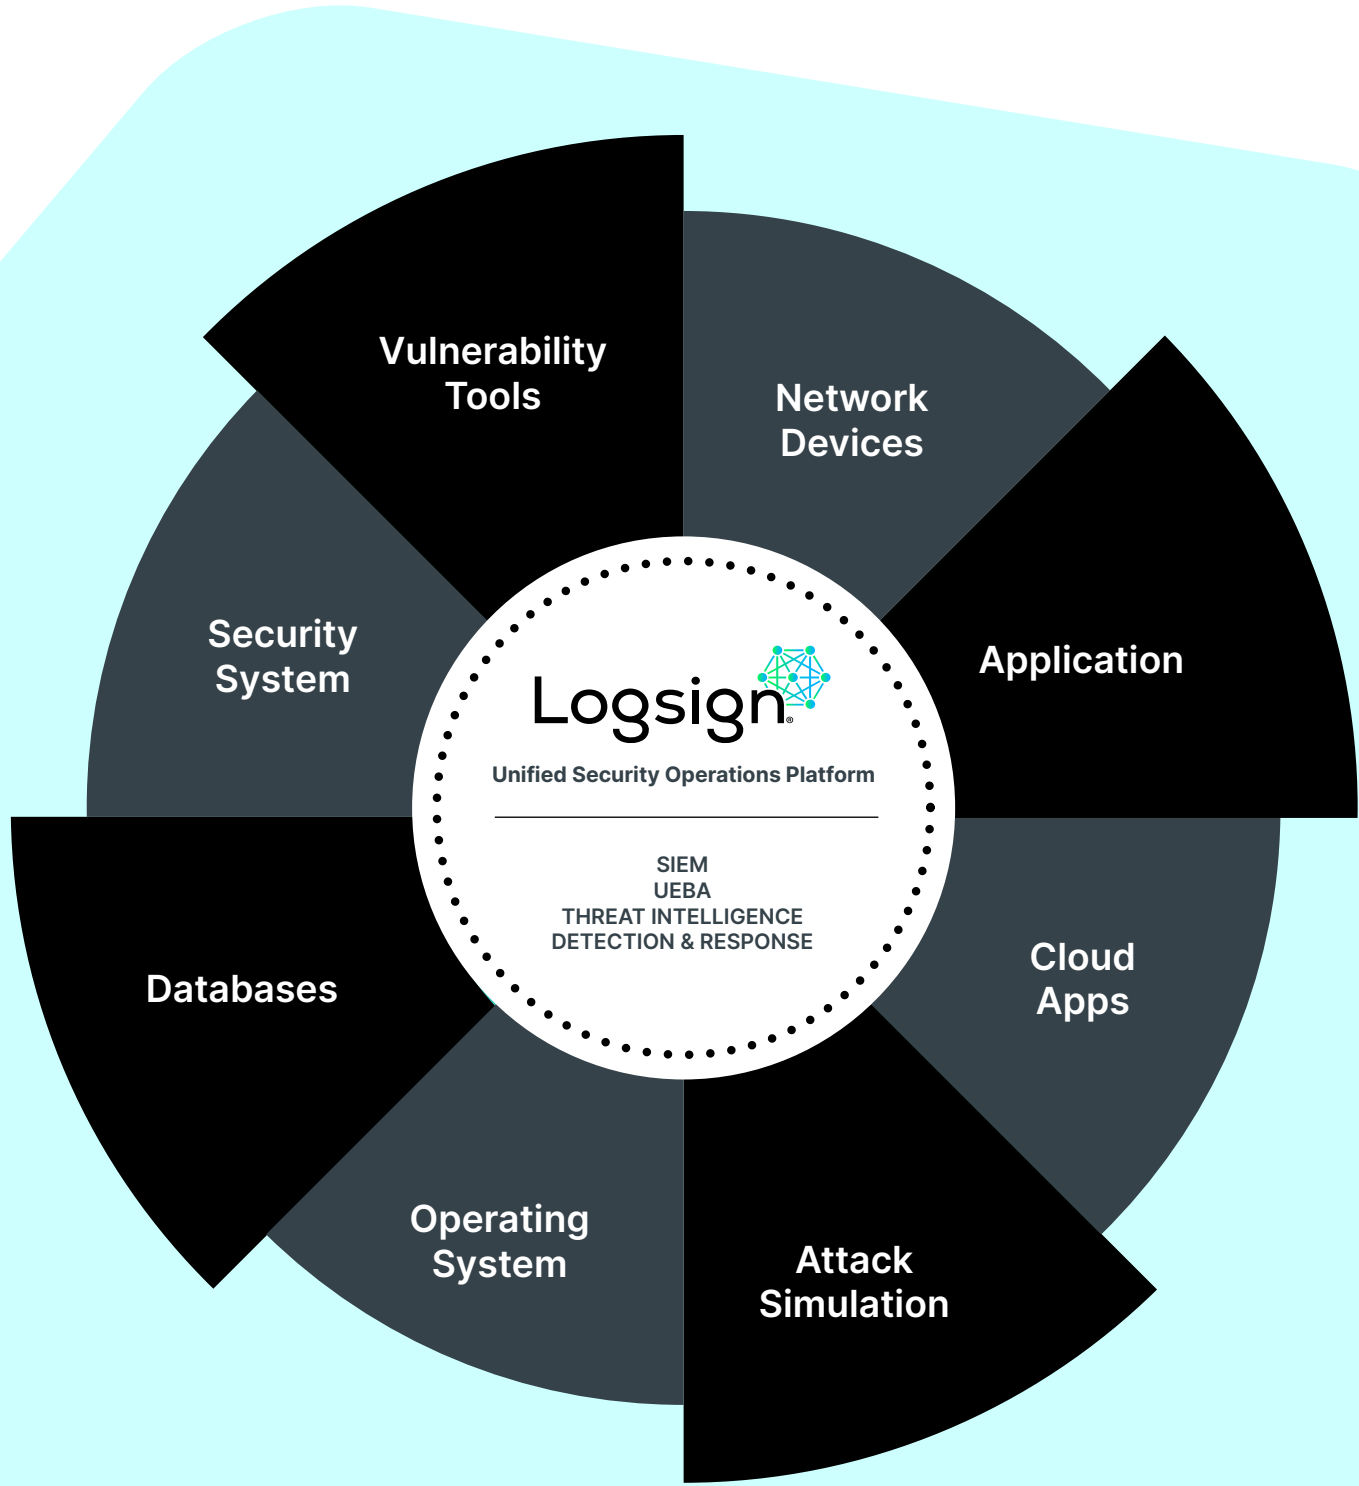 Vulnerability
Tools
Network
Devices
Application
Cloud
Apps
Attack
Simulation
Operating
System
Databases
Security
System
Logsign®
Unified Security Operations Platform
SIEM
UEBA
THREAT INTELLIGENCE
DETECTION & RESPONSE